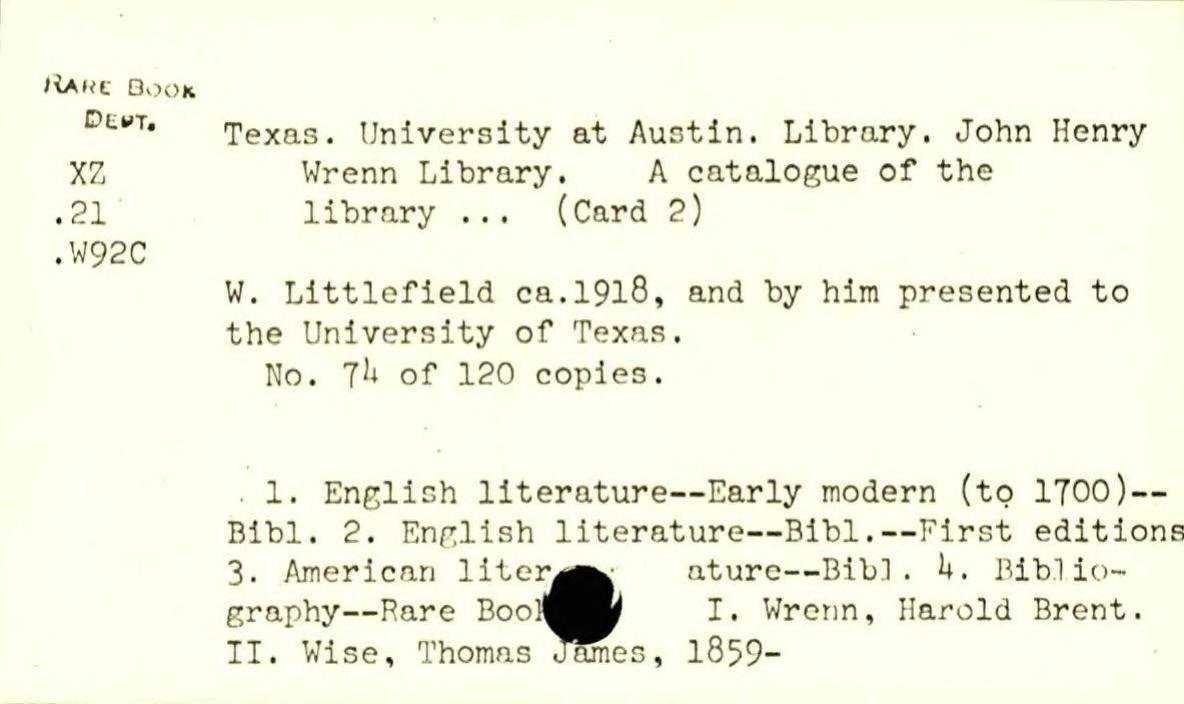 RARE BOOK
DEPT.
XZ
.21
.W92C
Texas. University at Austin. Library. John Henry
Wrenn Library. A catalogue of the
library ... (Card 2)
W. Littlefield ca.1918, and by him presented to
the University of Texas.
No. 74 of 120 copies.
1. English literature--Early modern (to 1700)--
Bibl. 2. English literature--Bibl.--First editions
3. American liter ature--Bibl. 4. Biblio-
graphy--Rare Book I. Wrenn, Harold Brent.
II. Wise, Thomas James, 1859-